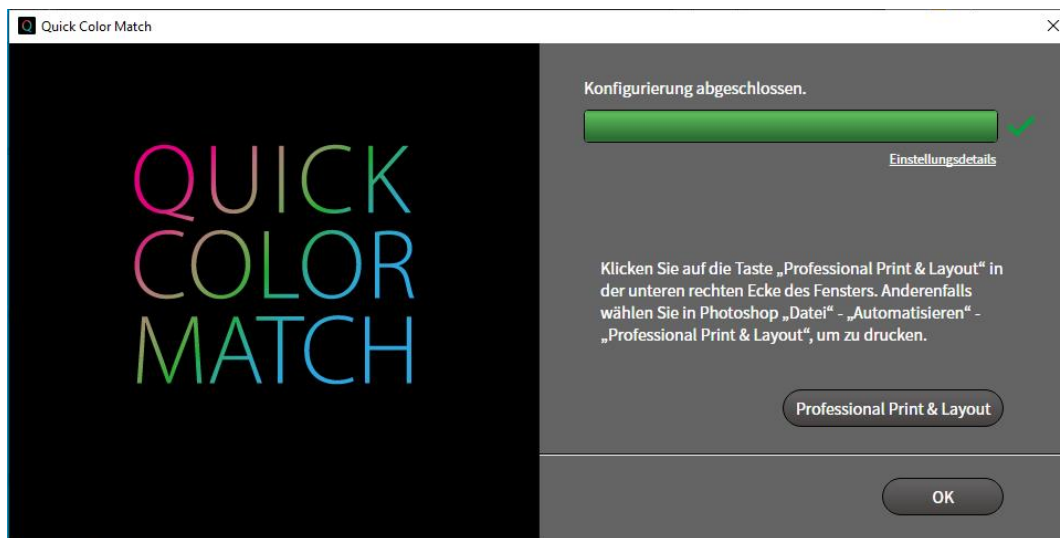 Quick Color Match
QUICK
COLOR
MATCH
Konfigurierung abgeschlossen.
Einstellungsdetails
Klicken Sie auf die Taste „Professional Print & Layout“ in
der unteren rechten Ecke des Fensters. Anderenfalls
wählen Sie in Photoshop „Datei“ - „Automatisieren“ -
„Professional Print & Layout“, um zu drucken.
Professional Print & Layout
OK